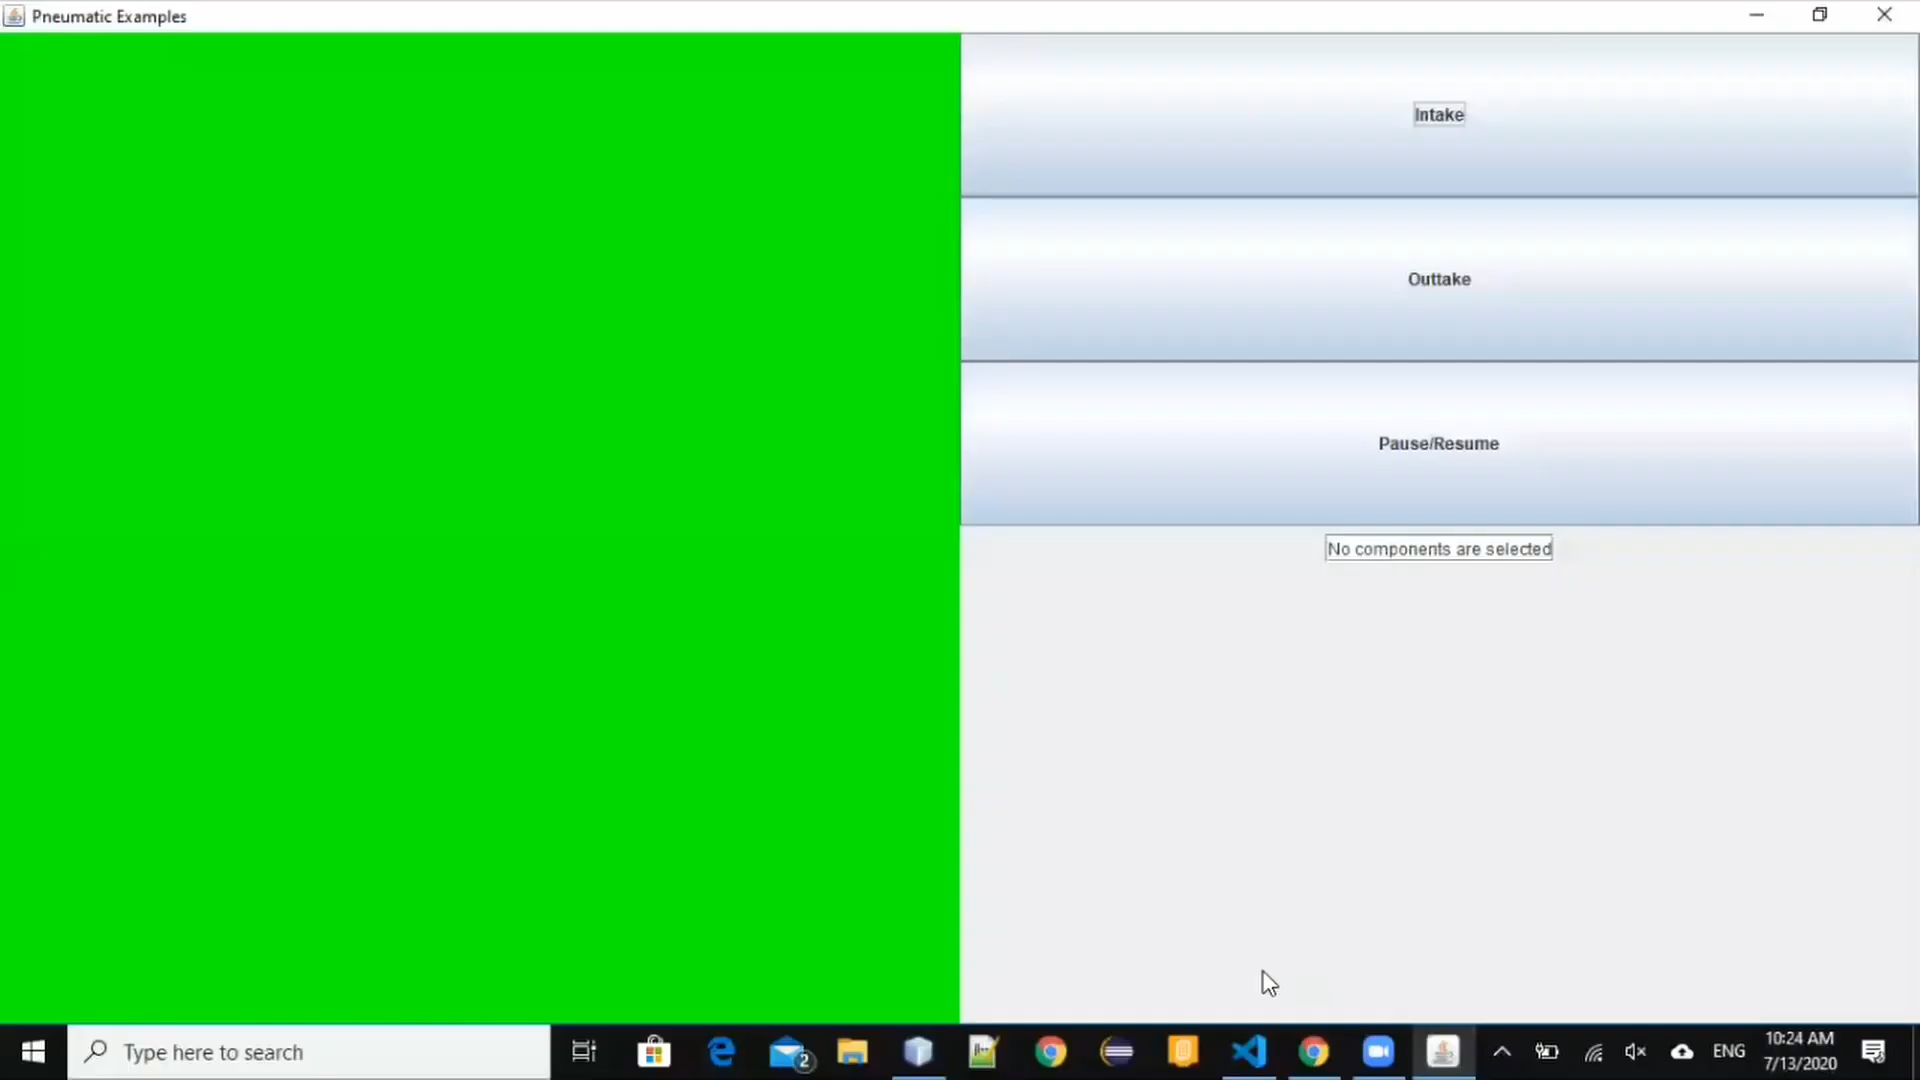 Pneumatic Examples
Intake
Outtake
Pause/Resume
No components are selected
Type here to search
2
ENG
10:24 AM
7/13/2020